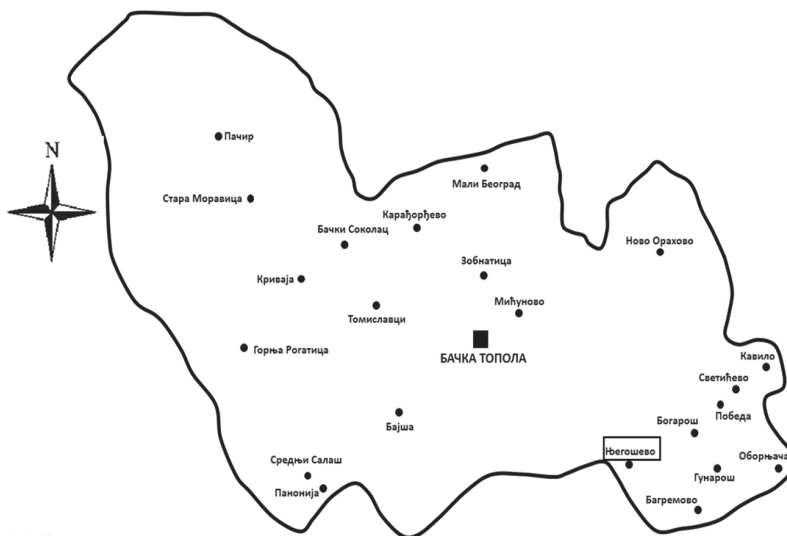 N
Пачир
Мали Београд
Стара Моравица
Карађорђево
Бачки Соколац
Ново Орахово
Зобнатица
Криваја
Мићуново
Томиславци
Горња Рогатица
БАЧКА ТОПОЛА
Кавило
Светићево
Победа
Бајша
Богарош
Његошево
Оборњача
Средњи Салаш
Гунарош
Панонија
Багремово